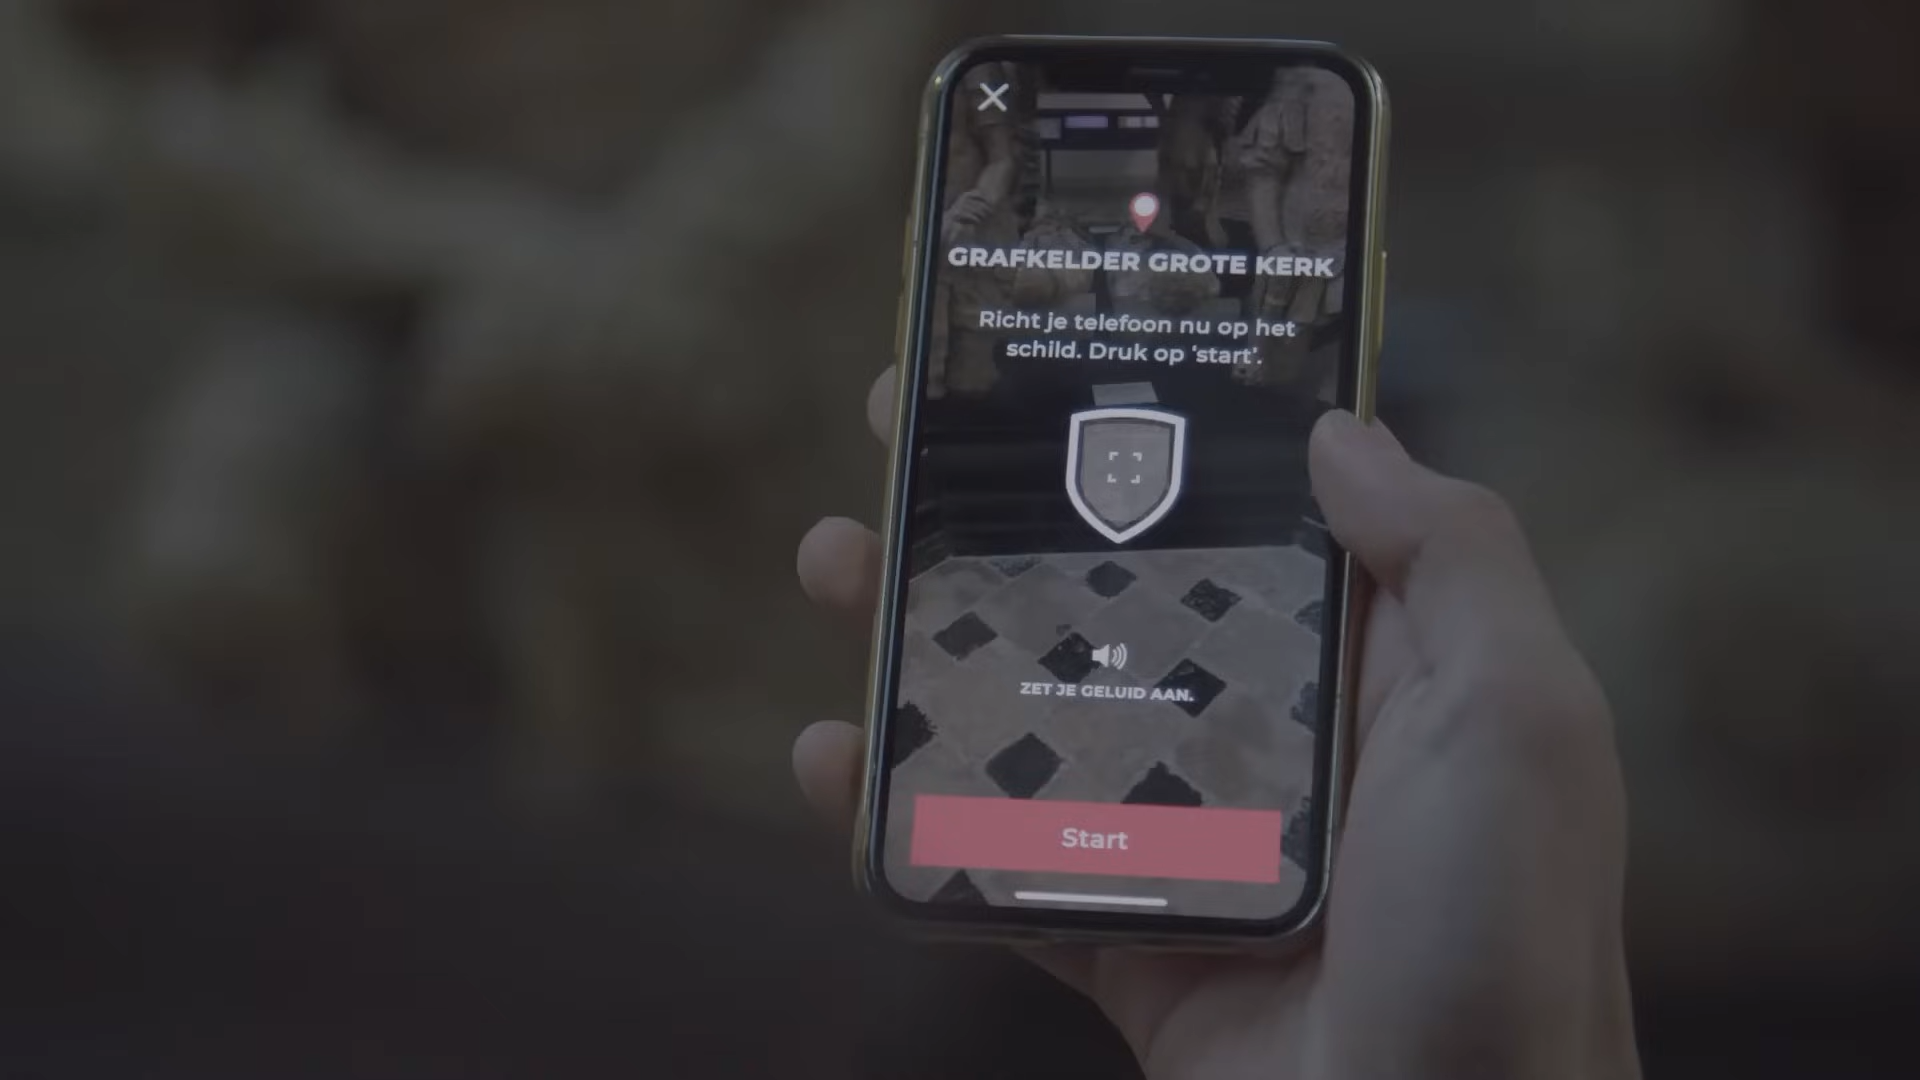 GRAFKELDER GROTE KERK
Richt je telefoon nu op het
schild. Druk op ‘start’.
ZET JE GELUID AAN.
Start